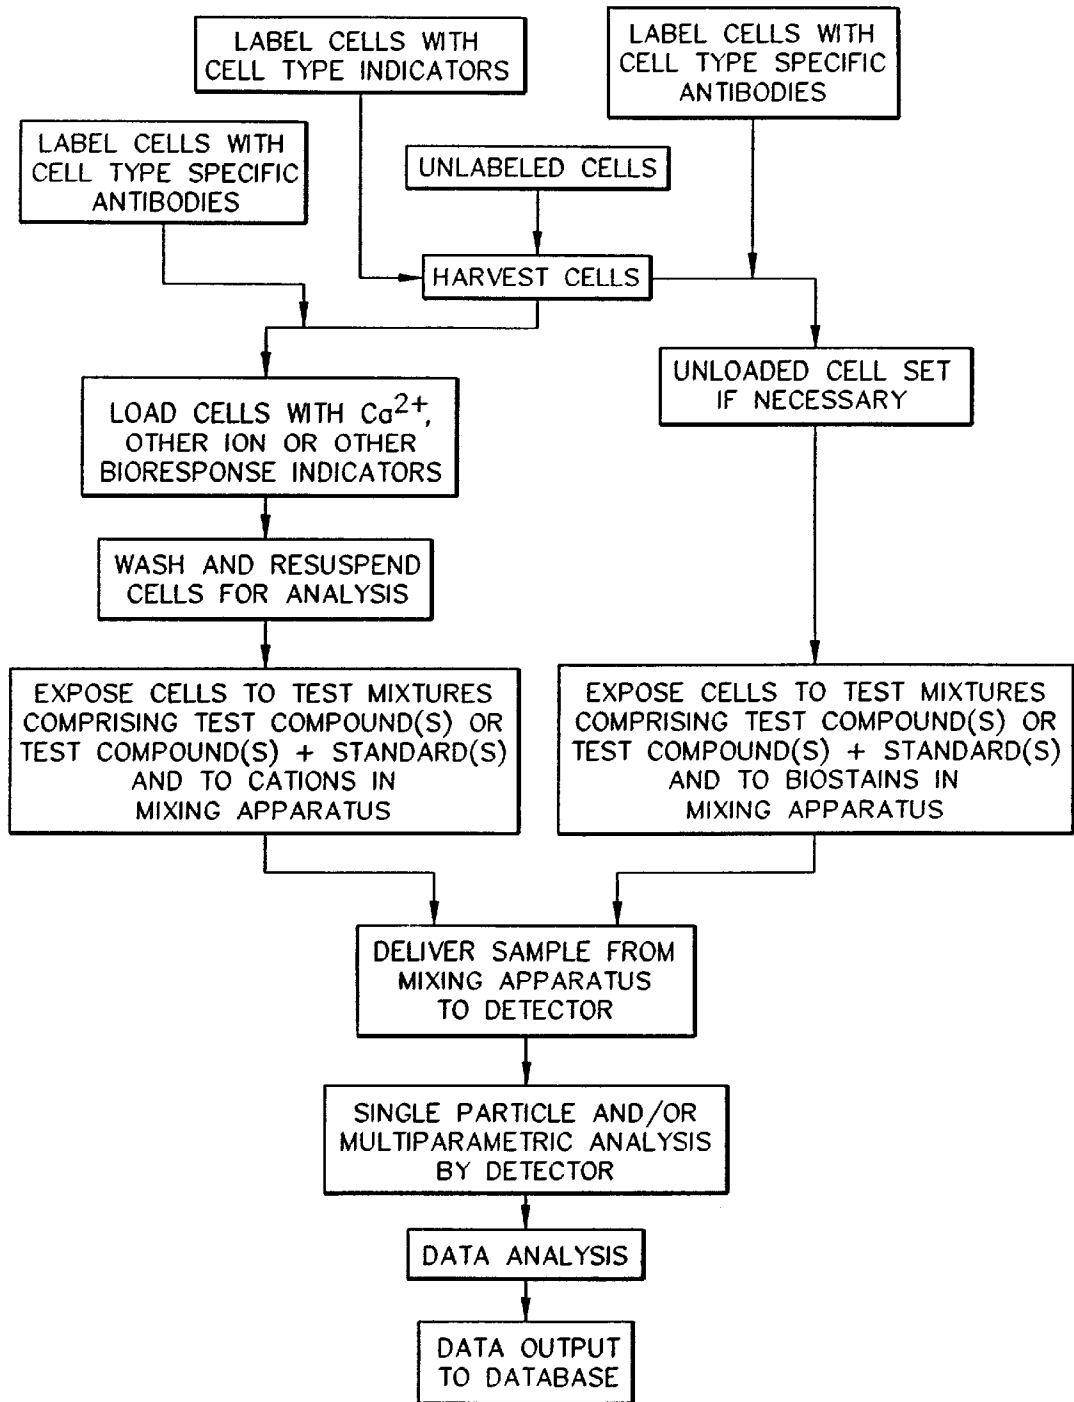 LABEL CELLS WITH
CELL TYPE INDICATORS
LABEL CELLS WITH
CELL TYPE SPECIFIC
ANTIBODIES
LABEL CELLS WITH
CELL TYPE SPECIFIC
ANTIBODIES
UNLABELED CELLS
HARVEST CELLS
UNLOADED CELL SET
IF NECESSARY
LOAD CELLS WITH Ca2+,
OTHER ION OR OTHER
BIORESPONSE INDICATORS
WASH AND RESUSPEND
CELLS FOR ANALYSIS
EXPOSE CELLS TO TEST MIXTURES
COMPRISING TEST COMPOUND(S) OR
TEST COMPOUND(S) + STANDARD(S)
AND TO CATIONS IN
MIXING APPARATUS
EXPOSE CELLS TO TEST MIXTURES
COMPRISING TEST COMPOUND(S) OR
TEST COMPOUND(S) + STANDARD(S)
AND TO BIOSTAINS IN
MIXING APPARATUS
DELIVER SAMPLE FROM
MIXING APPARATUS
TO DETECTOR
SINGLE PARTICLE AND/OR
MULTIPARAMETRIC ANALYSIS
BY DETECTOR
DATA ANALYSIS
DATA OUTPUT
TO DATABASE